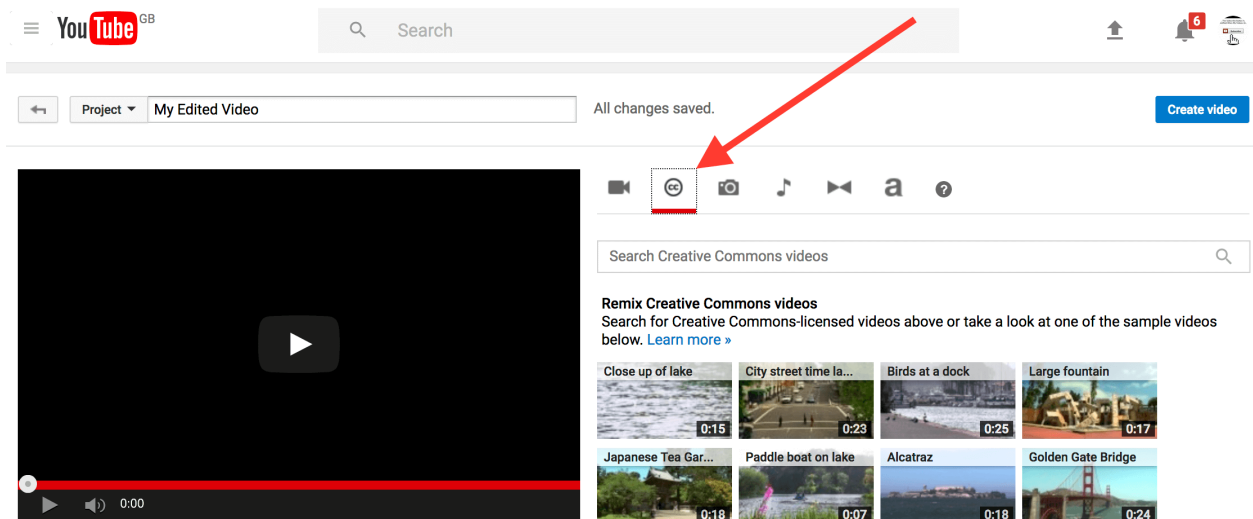 YouTube GB
Search
6
Project
My Edited Video
All changes saved.
Create video
cc
a
?
Search Creative Commons videos
Remix Creative Commons videos
Search for Creative Commons-licensed videos above or take a look at one of the sample videos
below. Learn more »
Close up of lake
City street time la...
Birds at a dock
Large fountain
0:15
0:23
0:25
0:17
Japanese Tea Gar...
Paddle boat on lake
Alcatraz
Golden Gate Bridge
0:18
0:07
0:18
0:24
0:00